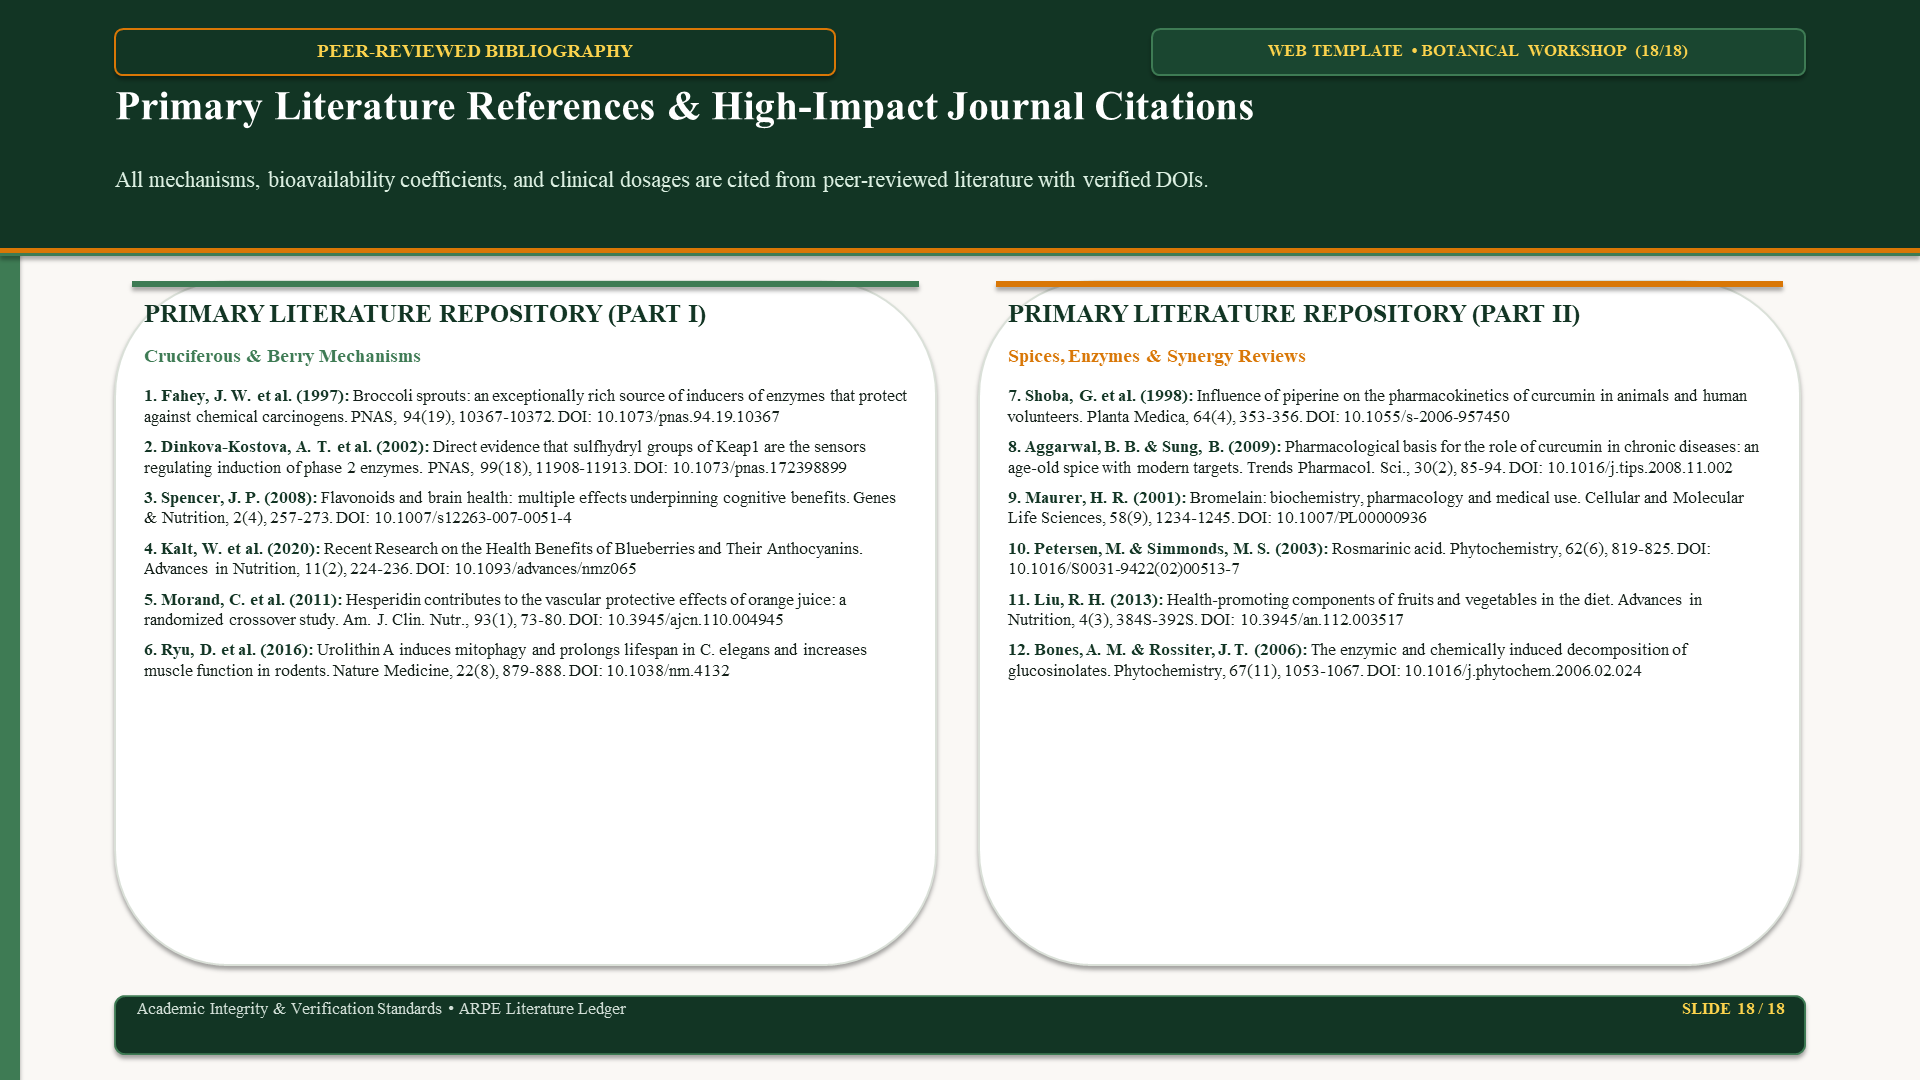 PEER-REVIEWED BIBLIOGRAPHY
WEB TEMPLATE • BOTANICAL WORKSHOP (18/18)
Primary Literature References & High-Impact Journal Citations
All mechanisms, bioavailability coefficients, and clinical dosages are cited from peer-reviewed literature with verified DOIs.
PRIMARY LITERATURE REPOSITORY (PART I)
Cruciferous & Berry Mechanisms
1. Fahey, J. W. et al. (1997): Broccoli sprouts: an exceptionally rich source of inducers of enzymes that protect
against chemical carcinogens. PNAS, 94(19), 10367-10372. DOI: 10.1073/pnas.94.19.10367
2. Dinkova-Kostova, A. T. et al. (2002): Direct evidence that sulfhydryl groups of Keap1 are the sensors
regulating induction of phase 2 enzymes. PNAS, 99(18), 11908-11913. DOI: 10.1073/pnas.172398899
3. Spencer, J. P. (2008): Flavonoids and brain health: multiple effects underpinning cognitive benefits. Genes
& Nutrition, 2(4), 257-273. DOI: 10.1007/s12263-007-0051-4
4. Kalt, W. et al. (2020): Recent Research on the Health Benefits of Blueberries and Their Anthocyanins.
Advances in Nutrition, 11(2), 224-236. DOI: 10.1093/advances/nmz065
5. Morand, C. et al. (2011): Hesperidin contributes to the vascular protective effects of orange juice: a
randomized crossover study. Am. J. Clin. Nutr., 93(1), 73-80. DOI: 10.3945/ajcn.110.004945
6. Ryu, D. et al. (2016): Urolithin A induces mitophagy and prolongs lifespan in C. elegans and increases
muscle function in rodents. Nature Medicine, 22(8), 879-888. DOI: 10.1038/nm.4132
PRIMARY LITERATURE REPOSITORY (PART II)
Spices, Enzymes & Synergy Reviews
7. Shoba, G. et al. (1998): Influence of piperine on the pharmacokinetics of curcumin in animals and human
volunteers. Planta Medica, 64(4), 353-356. DOI: 10.1055/s-2006-957450
8. Aggarwal, B. B. & Sung, B. (2009): Pharmacological basis for the role of curcumin in chronic diseases: an
age-old spice with modern targets. Trends Pharmacol. Sci., 30(2), 85-94. DOI: 10.1016/j.tips.2008.11.002
9. Maurer, H. R. (2001): Bromelain: biochemistry, pharmacology and medical use. Cellular and Molecular
Life Sciences, 58(9), 1234-1245. DOI: 10.1007/PL00000936
10. Petersen, M. & Simmonds, M. S. (2003): Rosmarinic acid. Phytochemistry, 62(6), 819-825. DOI:
10.1016/S0031-9422(02)00513-7
11. Liu, R. H. (2013): Health-promoting components of fruits and vegetables in the diet. Advances in
Nutrition, 4(3), 384S-392S. DOI: 10.3945/an.112.003517
12. Bones, A. M. & Rossiter, J. T. (2006): The enzymic and chemically induced decomposition of
glucosinolates. Phytochemistry, 67(11), 1053-1067. DOI: 10.1016/j.phytochem.2006.02.024
Academic Integrity & Verification Standards • ARPE Literature Ledger
SLIDE 18 / 18